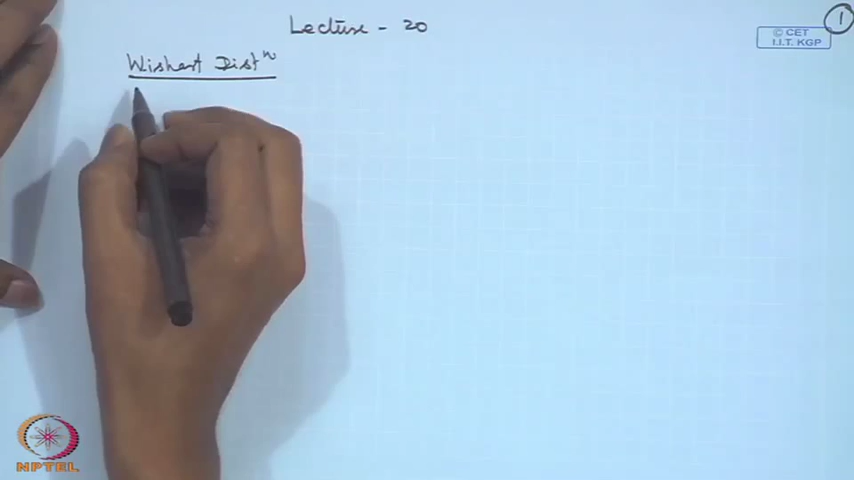 Lecture - 20
1
© CET
I.I.T. KGP
Wishart Distⁿ
NPTEL